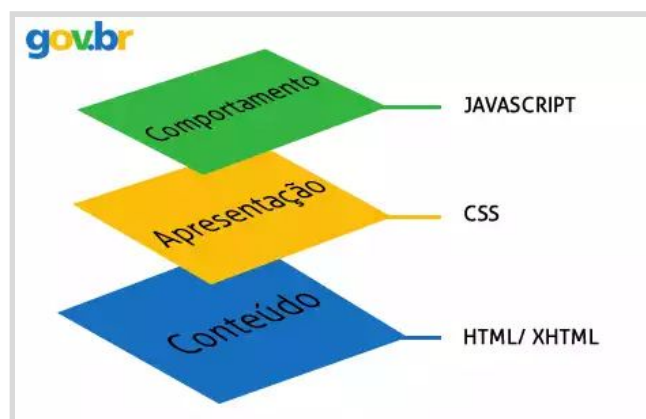 gov.br
Comportamento
JAVASCRIPT
Apresentação
CSS
Conteúdo
HTML/ XHTML